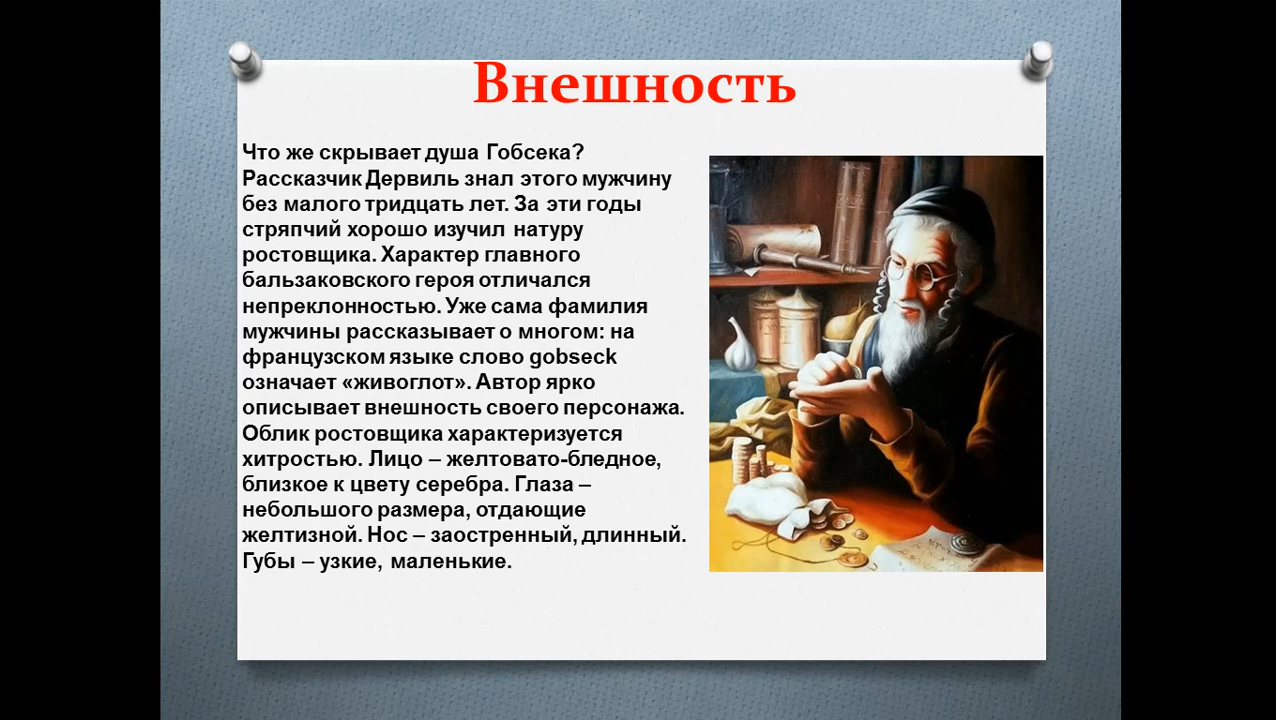 Внешность
Что же скрывает душа Гобсека?
Рассказчик Дервиль знал этого мужчину
без малого тридцать лет. За эти годы
стряпчий хорошо изучил натуру
ростовщика. Характер главного
бальзаковского героя отличался
непреклонностью. Уже сама фамилия
мужчины рассказывает о многом: на
французском языке слово gobseck
означает «живоглот». Автор ярко
описывает внешность своего персонажа.
Облик ростовщика характеризуется
хитростью. Лицо – желтовато-бледное,
близкое к цвету серебра. Глаза –
небольшого размера, отдающие
желтизной. Нос – заостренный, длинный.
Губы – узкие, маленькие.